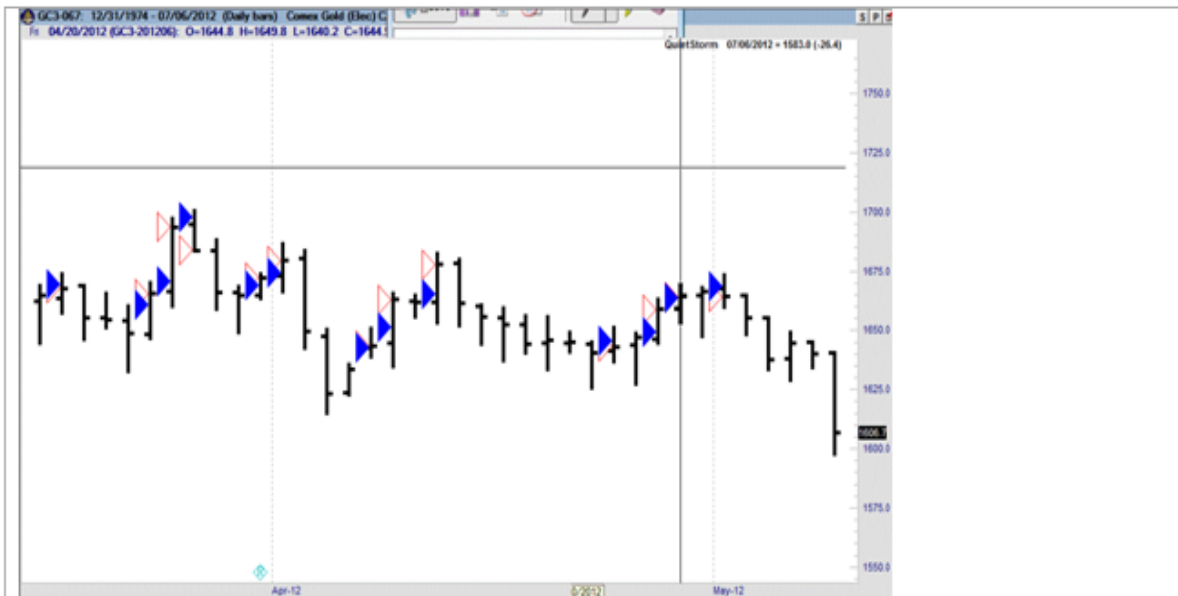 GC3-067: 12/31/1974 - 07/06/2012 (Daily bars) Comex Gold (Elec) C
S P
Fri 04/20/2012 (GC3-201206): O=1644.8 H=1649.8 L=1640.2 C=1644.
QuietStorm 07/06/2012 = 1583.0 (-26.4)
1750.0
1725.0
1700.0
1675.0
1650.0
1625.0
1606.7
1600.0
1575.0
1550.0
R
Apr-12
/2012
May-12